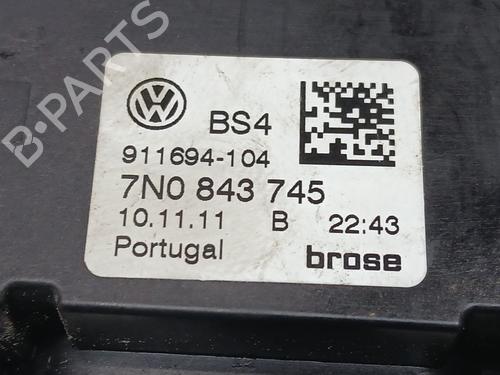 B-PARTS
BS4
911694-104
7N0 843 745
10.11.11 B 22:43
Portugal brose